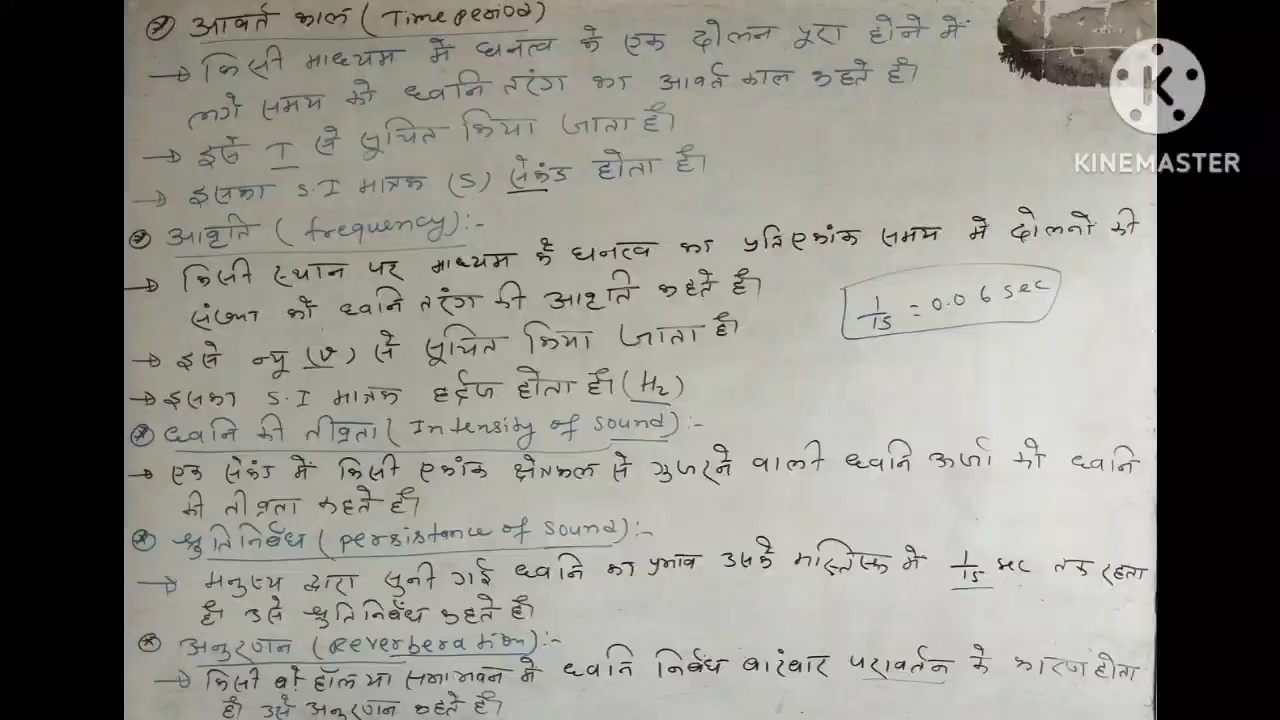 आवर्त काल (Time period)
→ किसी माध्यम में घनत्व के एक दोलन पूरा होने में
लगे समय को ध्वनि तरंग का आवर्त काल कहते हैं।
→ इसे T से सूचित किया जाता है।
→ इसका S.I मात्रक (S) सेकंड होता है।
आवृति (frequency):-
→ किसी स्थान पर माध्यम के घनत्व का प्रति एकांक समय में दोलनों की
संख्या को ध्वनि तरंग की आवृति कहते हैं।
1/15 = 0.06 sec
→ इसे न्यू (ν) से सूचित किया जाता है।
→ इसका S.I मात्रक हर्ट्ज होता है। (Hz)
ध्वनि की तीव्रता (Intensity of sound):-
→ एक सेकंड में किसी एकांक क्षेत्रफल से गुजरने वाली ध्वनि ऊर्जा को ध्वनि
की तीव्रता कहते हैं।
श्रुतिनिर्बंध (persistance of sound):-
→ मनुष्य द्वारा सुनी गई ध्वनि का प्रभाव उसके मस्तिस्क में 1/15 sec तक रहता
है। उसे श्रुतिनिर्बंध कहते हैं।
अनुरणन (Reverberation):-
→ किसी बड़े हॉल या सभाभवन में ध्वनि निर्बंध बारंबार परावर्तन के कारण होता
है। उसे अनुरणन कहते हैं।
KINEMASTER